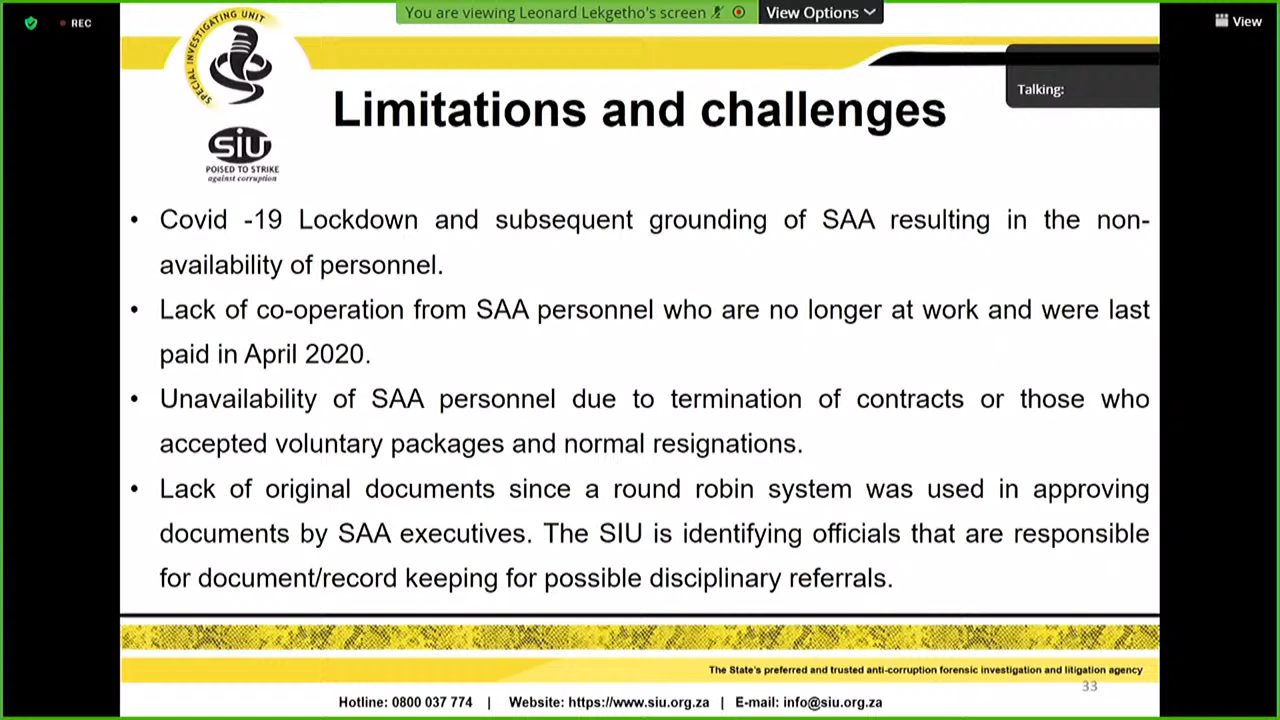 REC
You are viewing Leonard Lekgetho's screen
View Options
View
SPECIAL INVESTIGATING UNIT
Talking:
Limitations and challenges
SiU
POISED TO STRIKE
against corruption
• Covid -19 Lockdown and subsequent grounding of SAA resulting in the non-
availability of personnel.
• Lack of co-operation from SAA personnel who are no longer at work and were last
paid in April 2020.
• Unavailability of SAA personnel due to termination of contracts or those who
accepted voluntary packages and normal resignations.
• Lack of original documents since a round robin system was used in approving
documents by SAA executives. The SIU is identifying officials that are responsible
for document/record keeping for possible disciplinary referrals.
The State's preferred and trusted anti-corruption forensic investigation and litigation agency
33
Hotline: 0800 037 774 | Website: https://www.siu.org.za | E-mail: info@siu.org.za